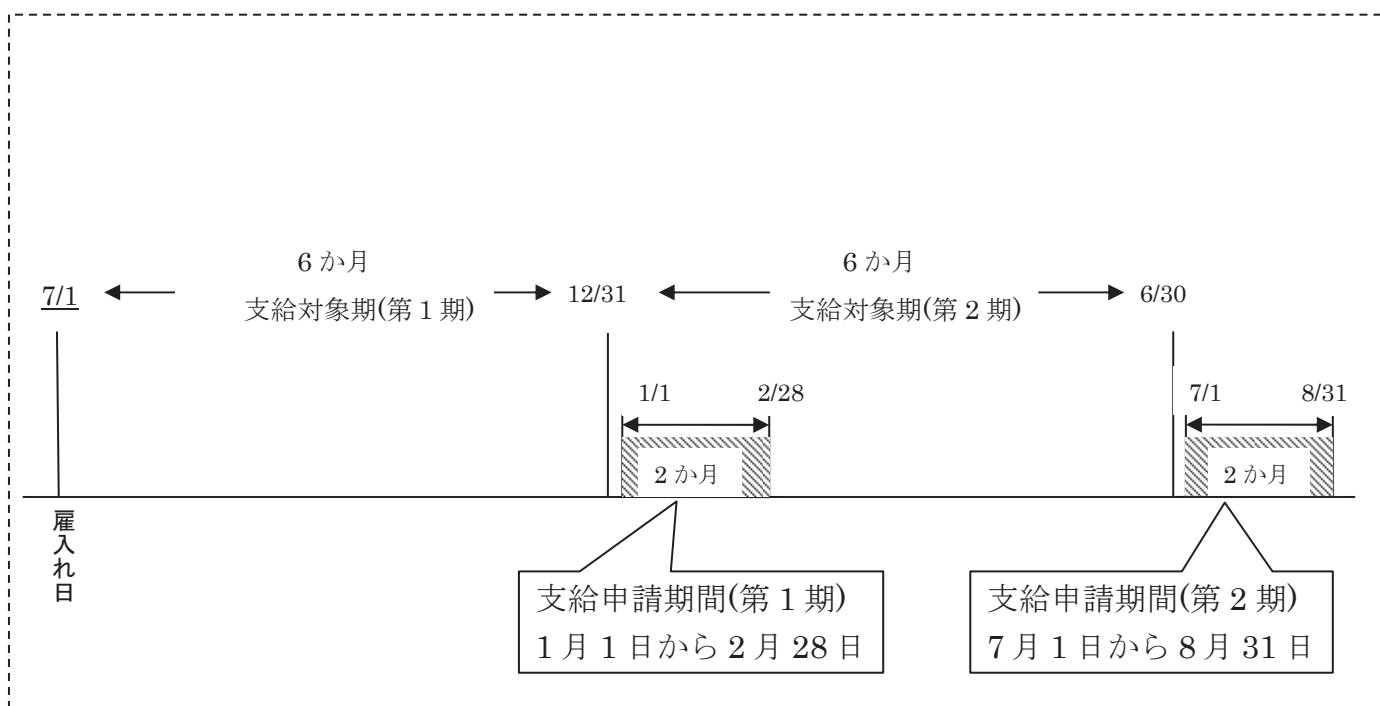 6 か月
6 か月
7/1
支給対象期(第 1 期)
12/31
支給対象期(第 2 期)
6/30
1/1
2/28
7/1
8/31
2 か月
2 か月
雇入れ日
支給申請期間(第 1 期)
1 月 1 日から 2 月 28 日
支給申請期間(第 2 期)
7 月 1 日から 8 月 31 日